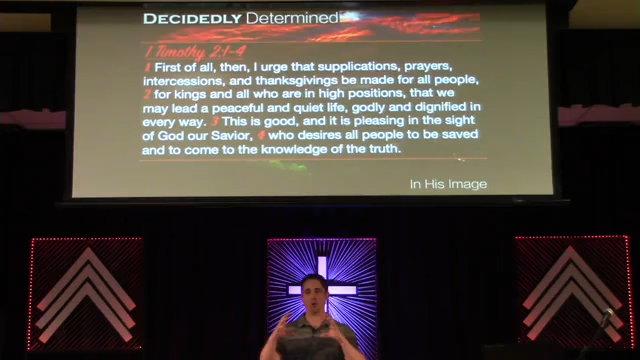 DECIDEDLY Determined
1 Timothy 2:1-4
1 First of all, then, I urge that supplications, prayers,
intercessions, and thanksgivings be made for all people,
2 for kings and all who are in high positions, that we
may lead a peaceful and quiet life, godly and dignified in
every way. 3 This is good, and it is pleasing in the sight
of God our Savior, 4 who desires all people to be saved
and to come to the knowledge of the truth.
In His Image